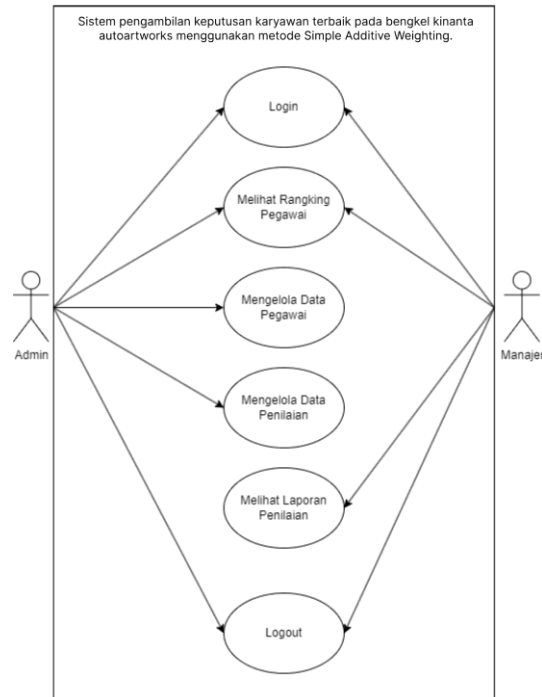 Sistem pengambilan keputusan karyawan terbaik pada bengkel kinanta
autoartworks menggunakan metode Simple Additive Weighting.
Login
Melihat Rangking
Pegawai
Mengelola Data
Pegawai
Admin
Manajer
Mengelola Data
Penilaian
Melihat Laporan
Penilaian
Logout